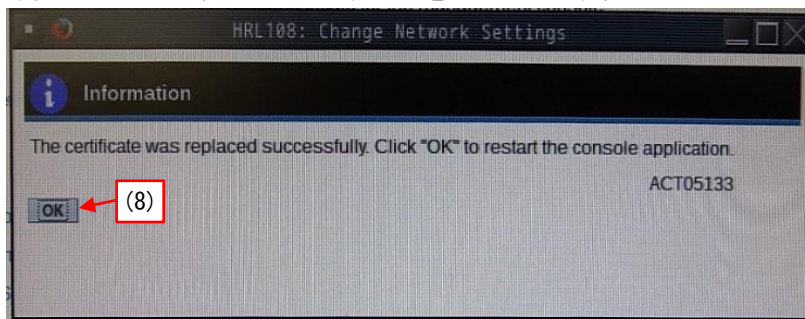 HRL108: Change Network Settings
Information
The certificate was replaced successfully. Click "OK" to restart the console application.
ACT05133
OK
(8)